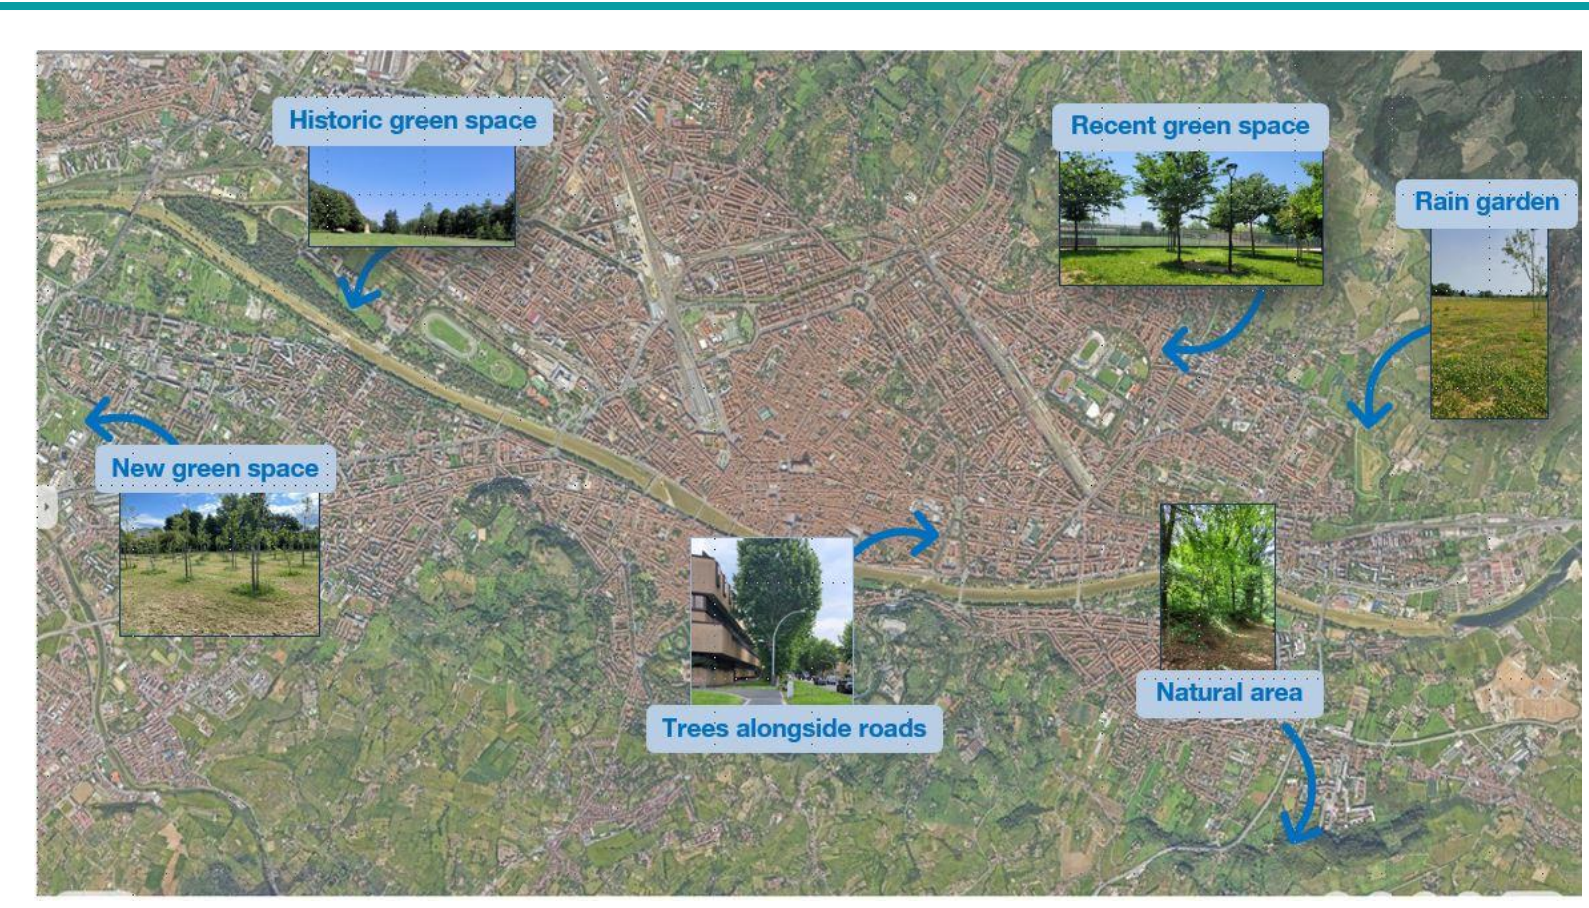 Historic green space
Recent green space
Rain garden
New green space
Trees alongside roads
Natural area